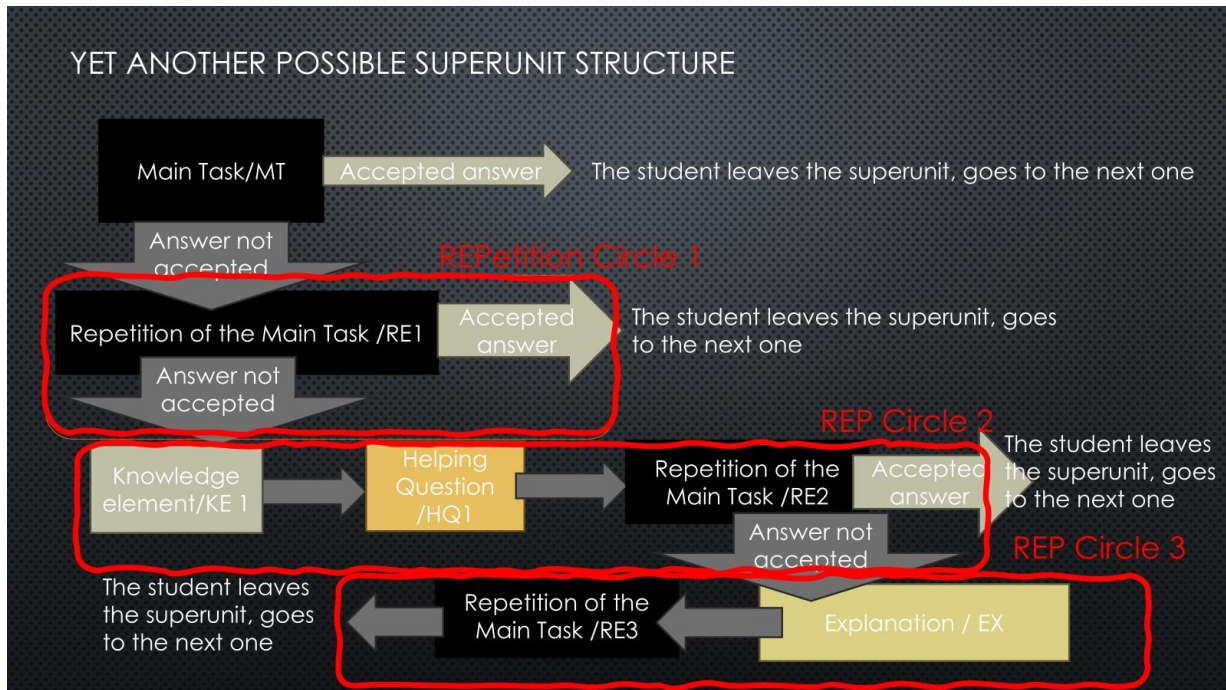 YET ANOTHER POSSIBLE SUPERUNIT STRUCTURE
Main Task/MT
Accepted answer
The student leaves the superunit, goes to the next one
Answer not
accepted
REPetition Circle 1
Repetition of the Main Task /RE1
Accepted
answer
The student leaves the superunit, goes
to the next one
Answer not
accepted
REP Circle 2
Knowledge
element/KE 1
Helping
Question
/HQ1
Repetition of the
Main Task /RE2
Accepted
answer
The student leaves
the superunit, goes
to the next one
Answer not
accepted
REP Circle 3
Explanation / EX
Repetition of the
Main Task /RE3
The student leaves
the superunit, goes
to the next one